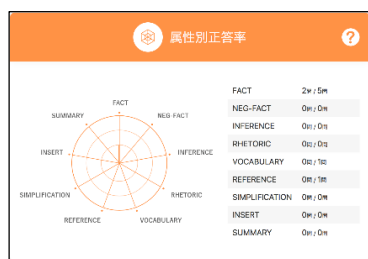 属性別正答率
?
FACT
SUMMARY
NEG-FACT
INSERT
INFERENCE
SIMPLIFICATION
RHETORIC
REFERENCE
VOCABULARY
FACT 2問 / 5問
NEG-FACT 0問 / 0問
INFERENCE 0問 / 0問
RHETORIC 0問 / 0問
VOCABULARY 0問 / 1問
REFERENCE 0問 / 1問
SIMPLIFICATION 0問 / 0問
INSERT 0問 / 0問
SUMMARY 0問 / 0問